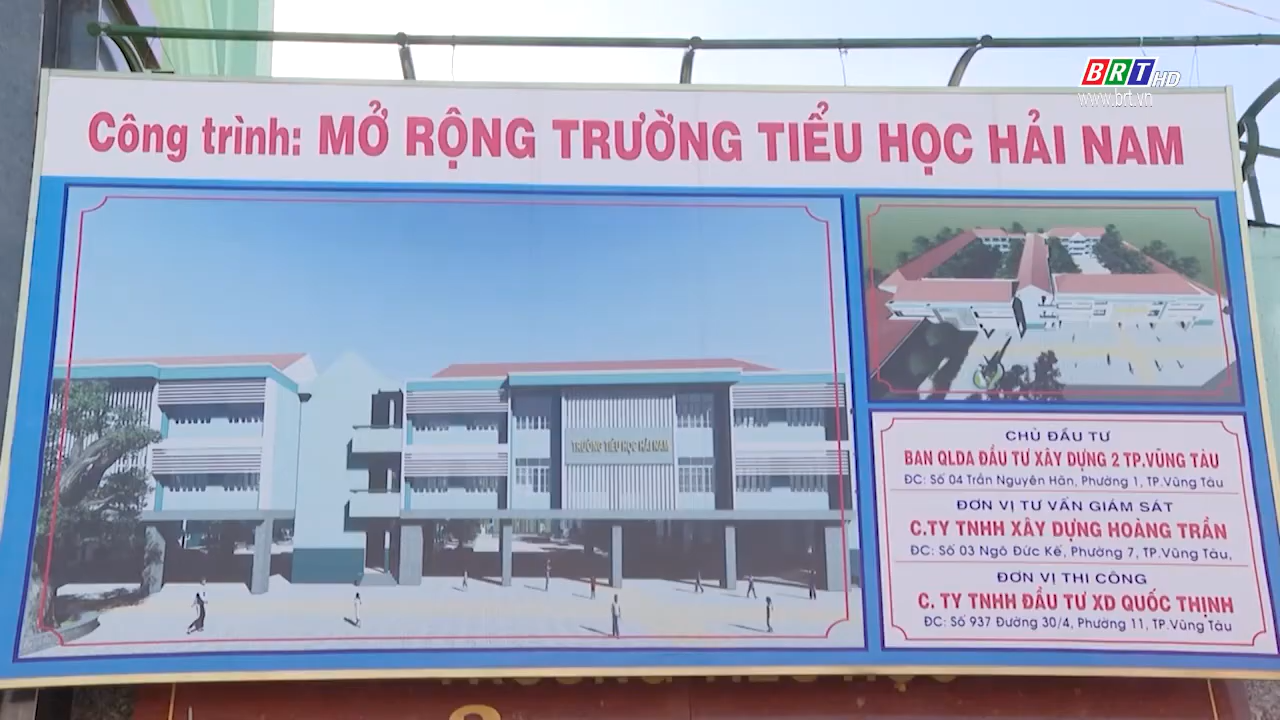 BRT HD
www.brt.vn
Công trình: MỞ RỘNG TRƯỜNG TIỂU HỌC HẢI NAM
TRƯỜNG TIỂU HỌC HẢI NAM
CHỦ ĐẦU TƯ
BAN QLDA ĐẦU TƯ XÂY DỰNG 2 TP.VŨNG TÀU
ĐC: Số 04 Trần Nguyên Hãn, Phường 1, TP.Vũng Tàu
ĐƠN VỊ TƯ VẤN GIÁM SÁT
C.TY TNHH XÂY DỰNG HOÀNG TRẦN
ĐC: Số 03 Ngô Đức Kế, Phường 7, TP.Vũng Tàu,
ĐƠN VỊ THI CÔNG
C. TY TNHH ĐẦU TƯ XD QUỐC THỊNH
ĐC: Số 937 Đường 30/4, Phường 11, TP.Vũng Tàu